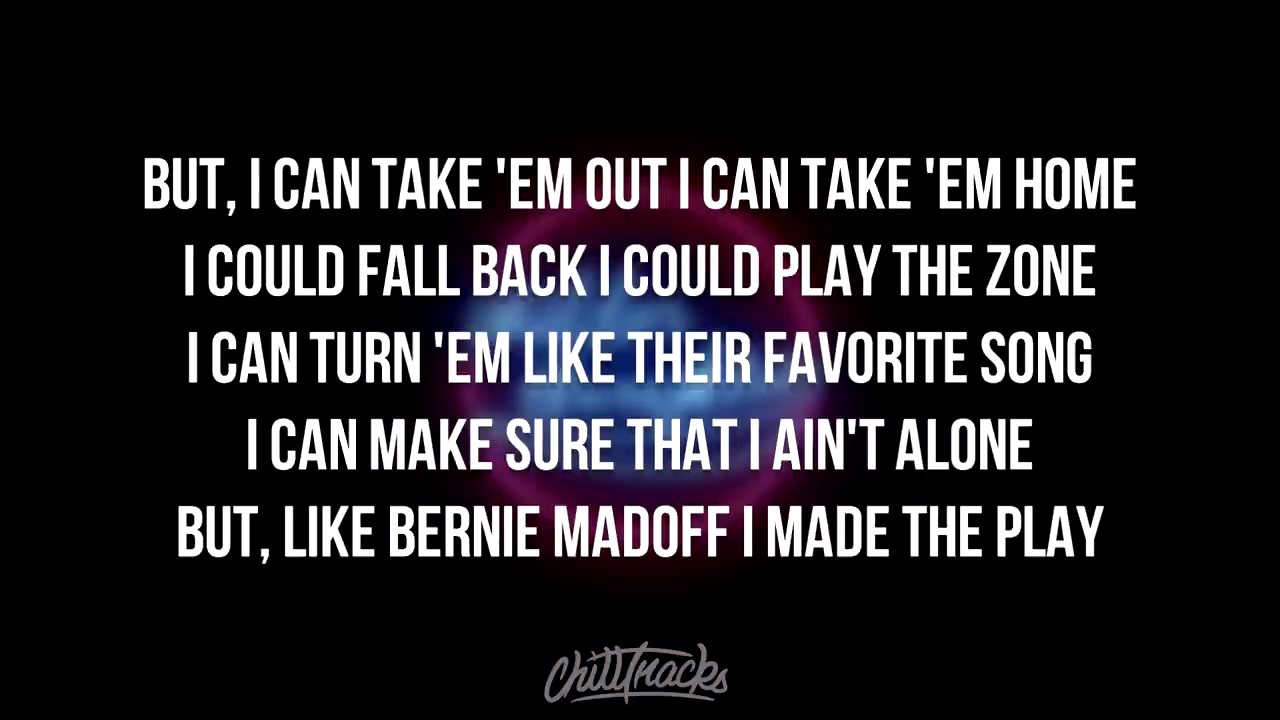 BUT, I CAN TAKE 'EM OUT I CAN TAKE 'EM HOME
I COULD FALL BACK I COULD PLAY THE ZONE
I CAN TURN 'EM LIKE THEIR FAVORITE SONG
I CAN MAKE SURE THAT I AIN'T ALONE
BUT, LIKE BERNIE MADOFF I MADE THE PLAY
Chilltracks